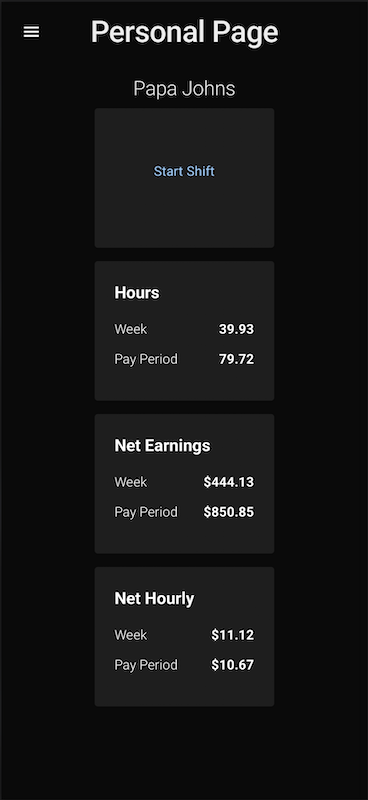 Personal Page
Papa Johns
Start Shift
Hours
Week 39.93
Pay Period 79.72
Net Earnings
Week $444.13
Pay Period $850.85
Net Hourly
Week $11.12
Pay Period $10.67